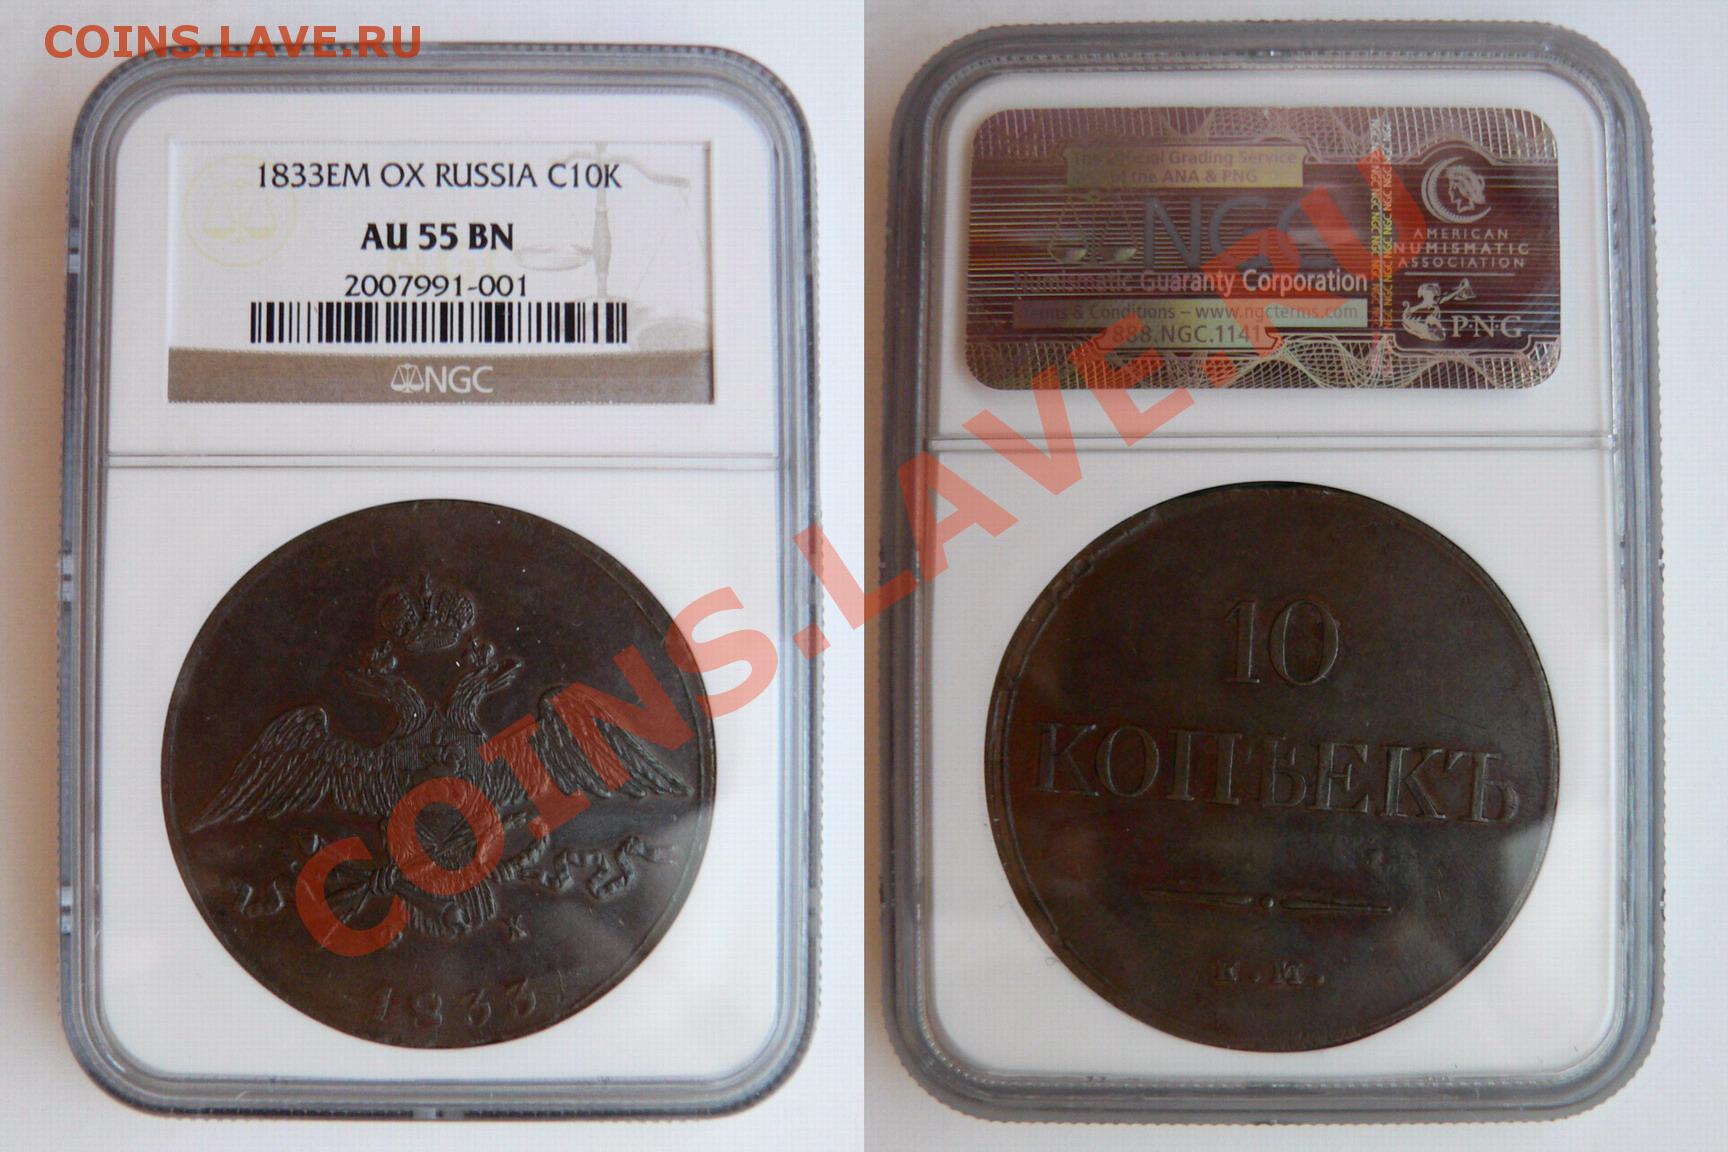 COINS.LAVE.RU
1833EM OX RUSSIA C10K
AU 55 BN
2007991-001
NGC
Х
1833
The Official Grading Service
of the ANA & PNG
NGC
Numismatic Guaranty Corporation
Terms & Conditions – www.ngcterms.com
888.NGC.1141
AMERICAN
NUMISMATIC
ASSOCIATION
P·N·G
10
КОПѢЕКЪ
Е.М.
COINS.LAVE.RU